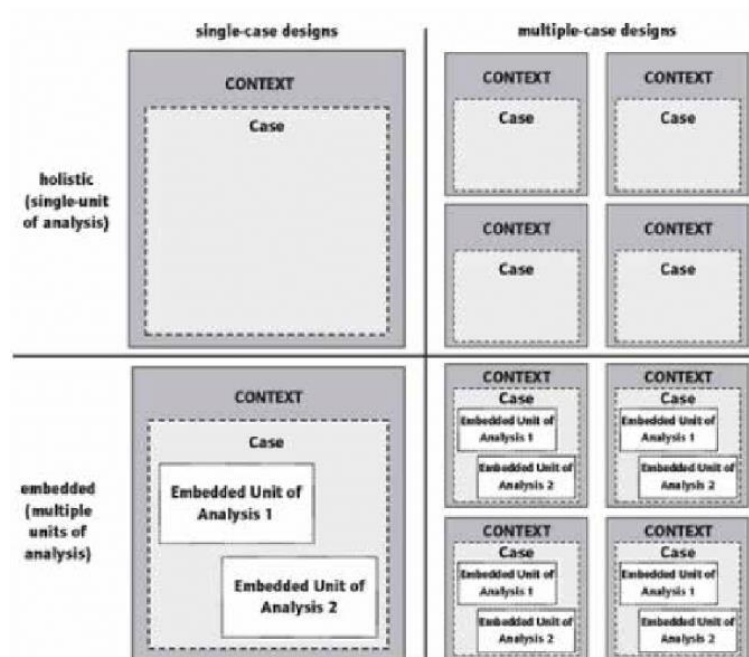 single-case designs
multiple-case designs
holistic
(single-unit
of analysis)
CONTEXT
Case
CONTEXT
Case
CONTEXT
Case
CONTEXT
Case
CONTEXT
Case
embedded
(multiple
units of
analysis)
CONTEXT
Case
Embedded Unit of
Analysis 1
Embedded Unit of
Analysis 2
CONTEXT
Case
Embedded Unit of
Analysis 1
Embedded Unit of
Analysis 2
CONTEXT
Case
Embedded Unit of
Analysis 1
Embedded Unit of
Analysis 2
CONTEXT
Case
Embedded Unit of
Analysis 1
Embedded Unit of
Analysis 2
CONTEXT
Case
Embedded Unit of
Analysis 1
Embedded Unit of
Analysis 2